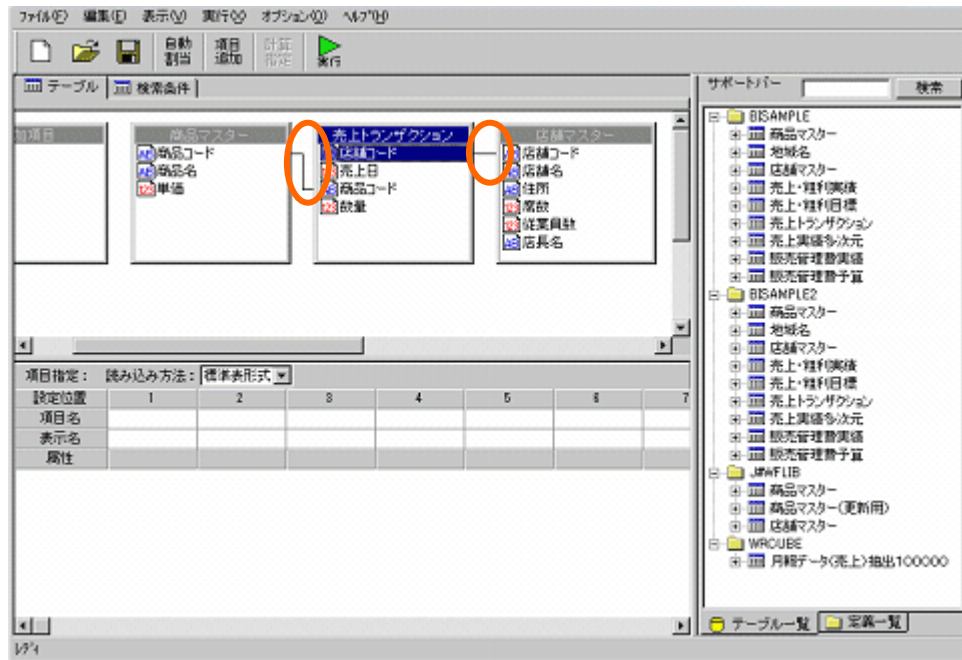 ファイル(F) 編集(E) 表示(V) 実行(X) オプション(O) ヘルプ(H)
自動割当 項目追加 計算指定 実行
テーブル 検索条件
加項目 商品マスター 売上トランザクション 店舗マスター
商品コード
商品名
単価
店舗コード
売上日
商品コード
数量
店舗コード
店舗名
住所
席数
従業員数
店長名
項目指定: 読み込み方法: 標準表形式
設定位置 1 2 3 4 5 6 7
項目名
表示名
属性
サポートバー 検索
BISAMPLE
商品マスター
地域名
店舗マスター
売上・粗利実績
売上・粗利目標
売上トランザクション
売上実績多次元
販売管理費実績
販売管理費予算
BISAMPLE2
商品マスター
地域名
店舗マスター
売上・粗利実績
売上・粗利目標
売上トランザクション
売上実績多次元
販売管理費実績
販売管理費予算
商品マスター
商品マスター(更新用)
店舗マスター
WRCUBE
月報データ(売上)抽出100000
テーブル一覧 定義一覧
レディ